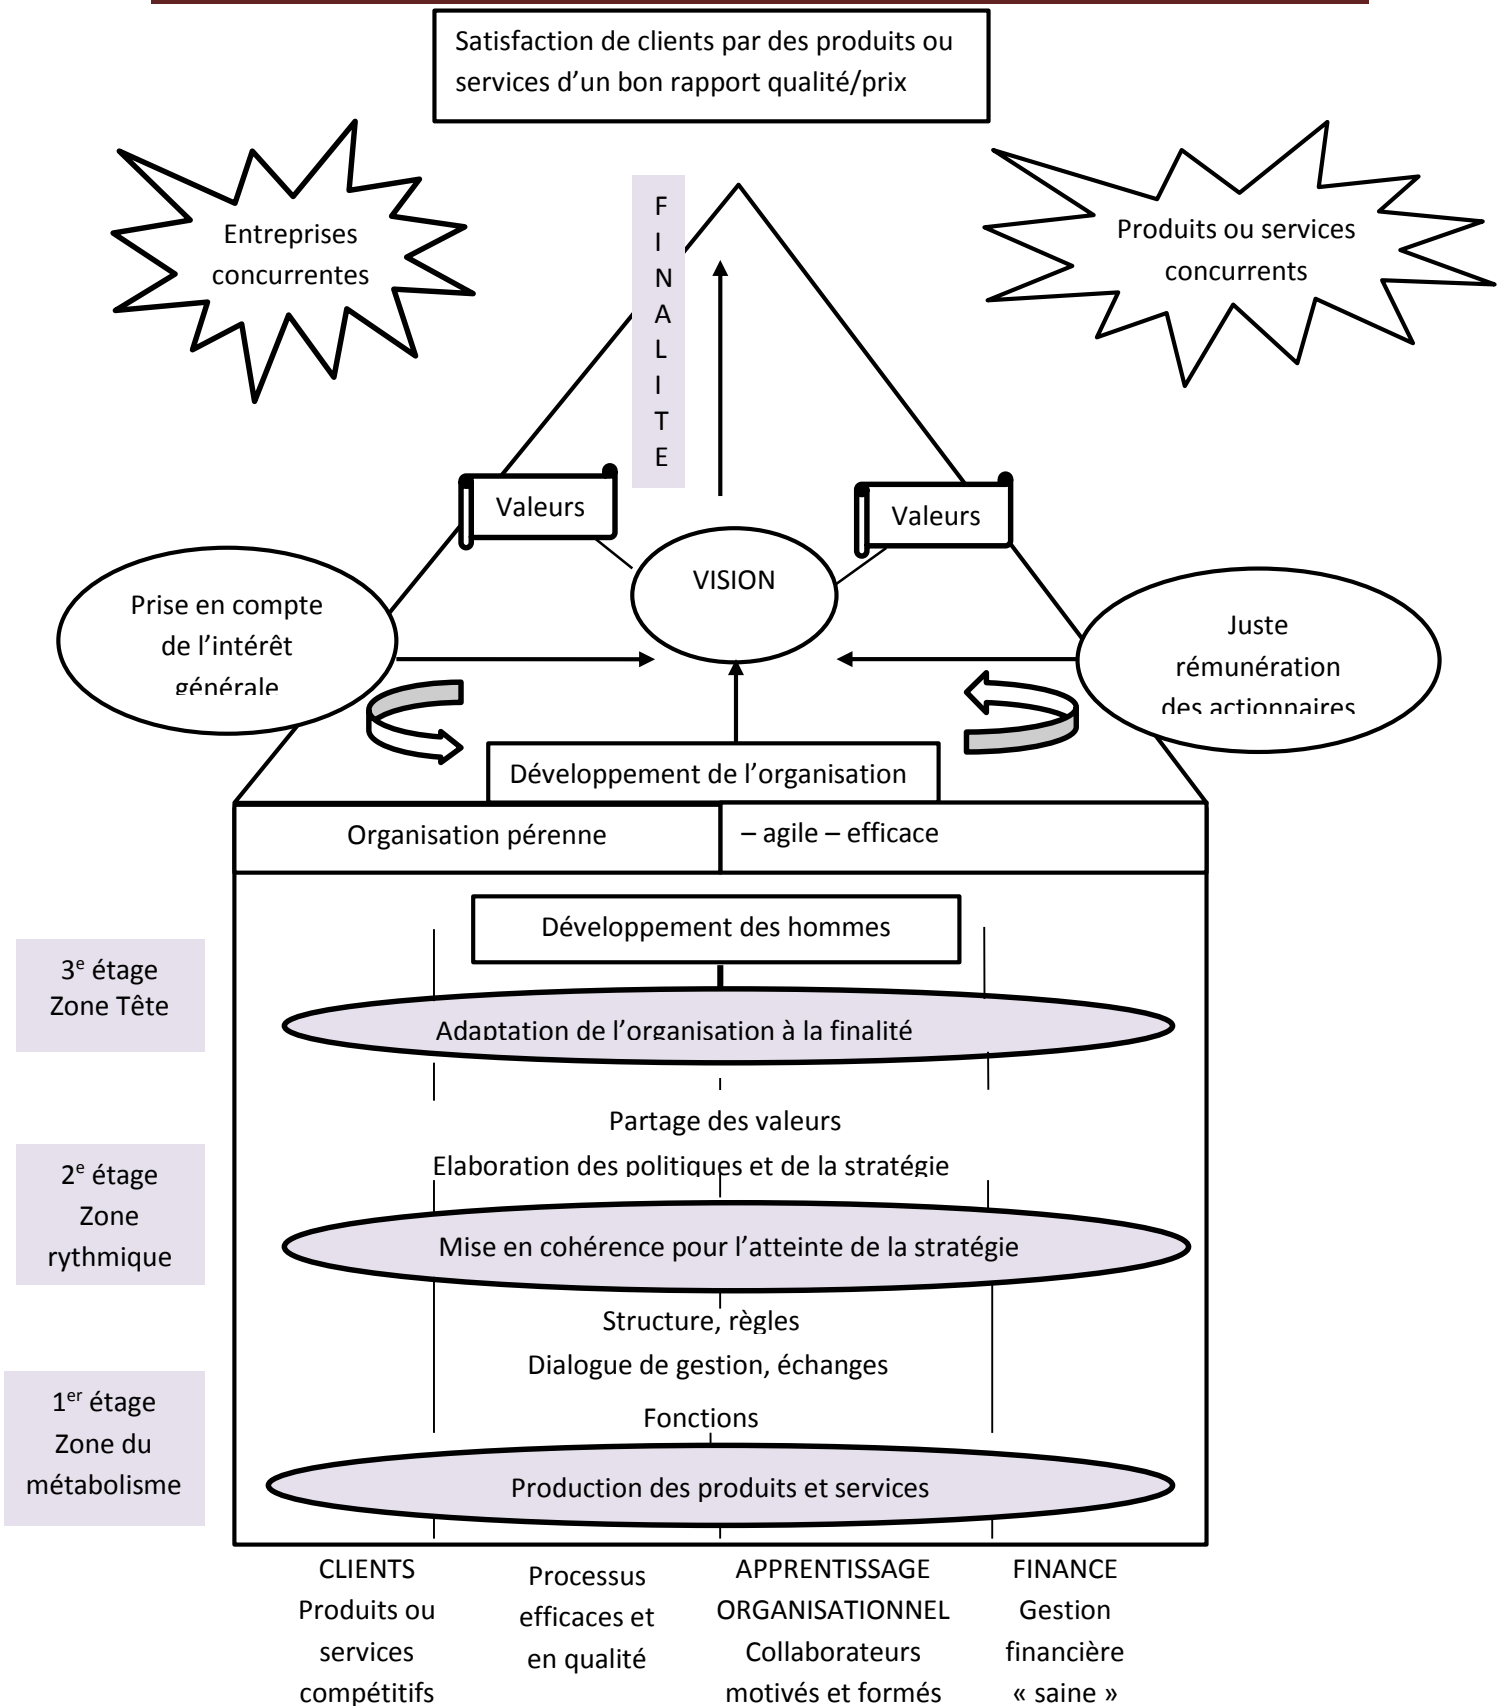 Satisfaction de clients par des produits ou
services d’un bon rapport qualité/prix
Entreprises
concurrentes
Produits ou services
concurrents
F
I
N
A
L
I
T
E
Valeurs
Valeurs
VISION
Prise en compte
de l’intérêt
générale
Juste
rémunération
des actionnaires
Développement de l’organisation
Organisation pérenne
– agile – efficace
Développement des hommes
3e étage
Zone Tête
Adaptation de l’organisation à la finalité
Partage des valeurs
Elaboration des politiques et de la stratégie
2e étage
Zone
rythmique
Mise en cohérence pour l’atteinte de la stratégie
Structure, règles
Dialogue de gestion, échanges
Fonctions
1er étage
Zone du
métabolisme
Production des produits et services
CLIENTS
Produits ou
services
compétitifs
Processus
efficaces et
en qualité
APPRENTISSAGE
ORGANISATIONNEL
Collaborateurs
motivés et formés
FINANCE
Gestion
financière
« saine »